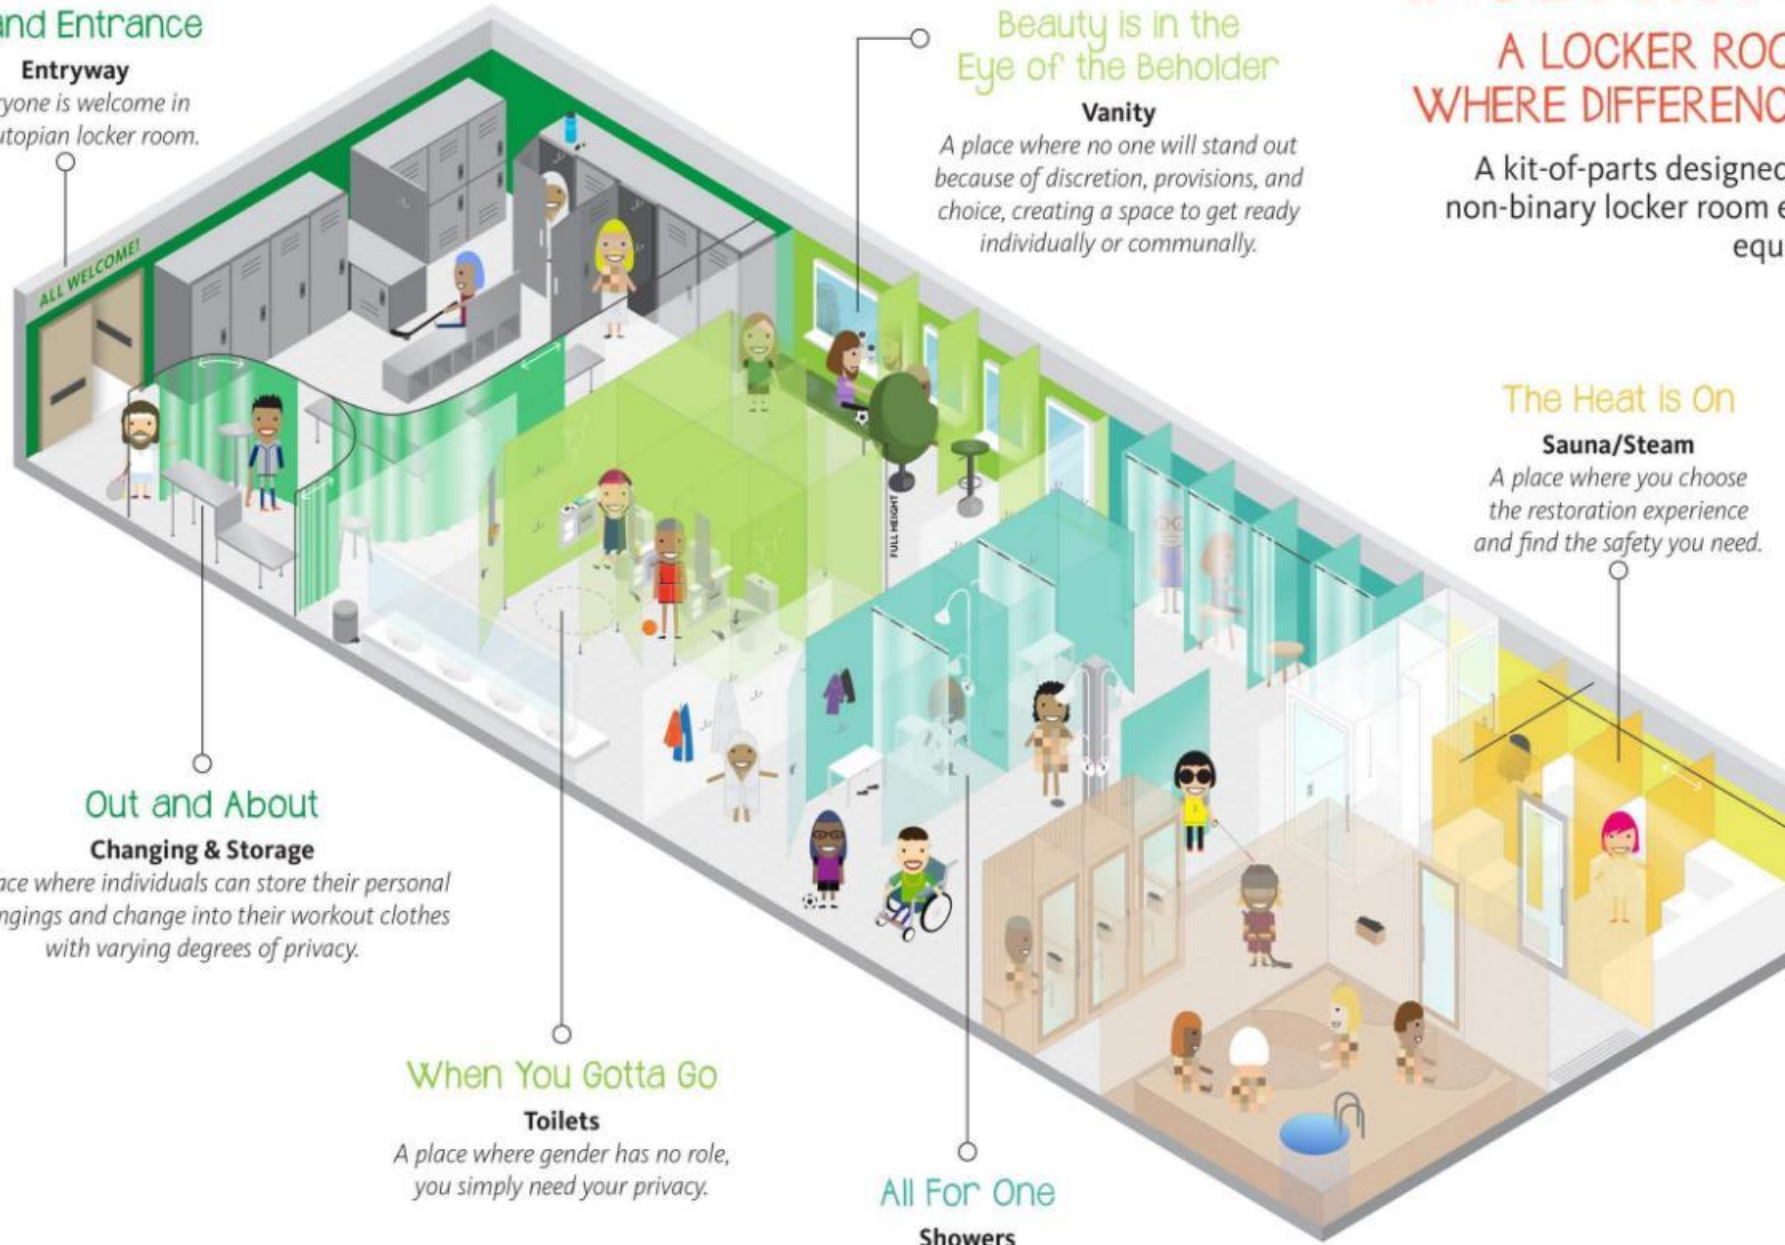 and Entrance
Entryway
ryone is welcome in
utopian locker room.
ALL WELCOME!
Beauty is in the
Eye of the Beholder
Vanity
A place where no one will stand out
because of discretion, provisions, and
choice, creating a space to get ready
individually or communally.
A LOCKER ROO
WHERE DIFFERENC
A kit-of-parts designed
non-binary locker room e
equ
The Heat is On
Sauna/Steam
A place where you choose
the restoration experience
and find the safety you need.
FULL HEIGHT
Out and About
Changing & Storage
ace where individuals can store their personal
ngings and change into their workout clothes
with varying degrees of privacy.
When You Gotta Go
Toilets
A place where gender has no role,
you simply need your privacy.
All For One
Showers